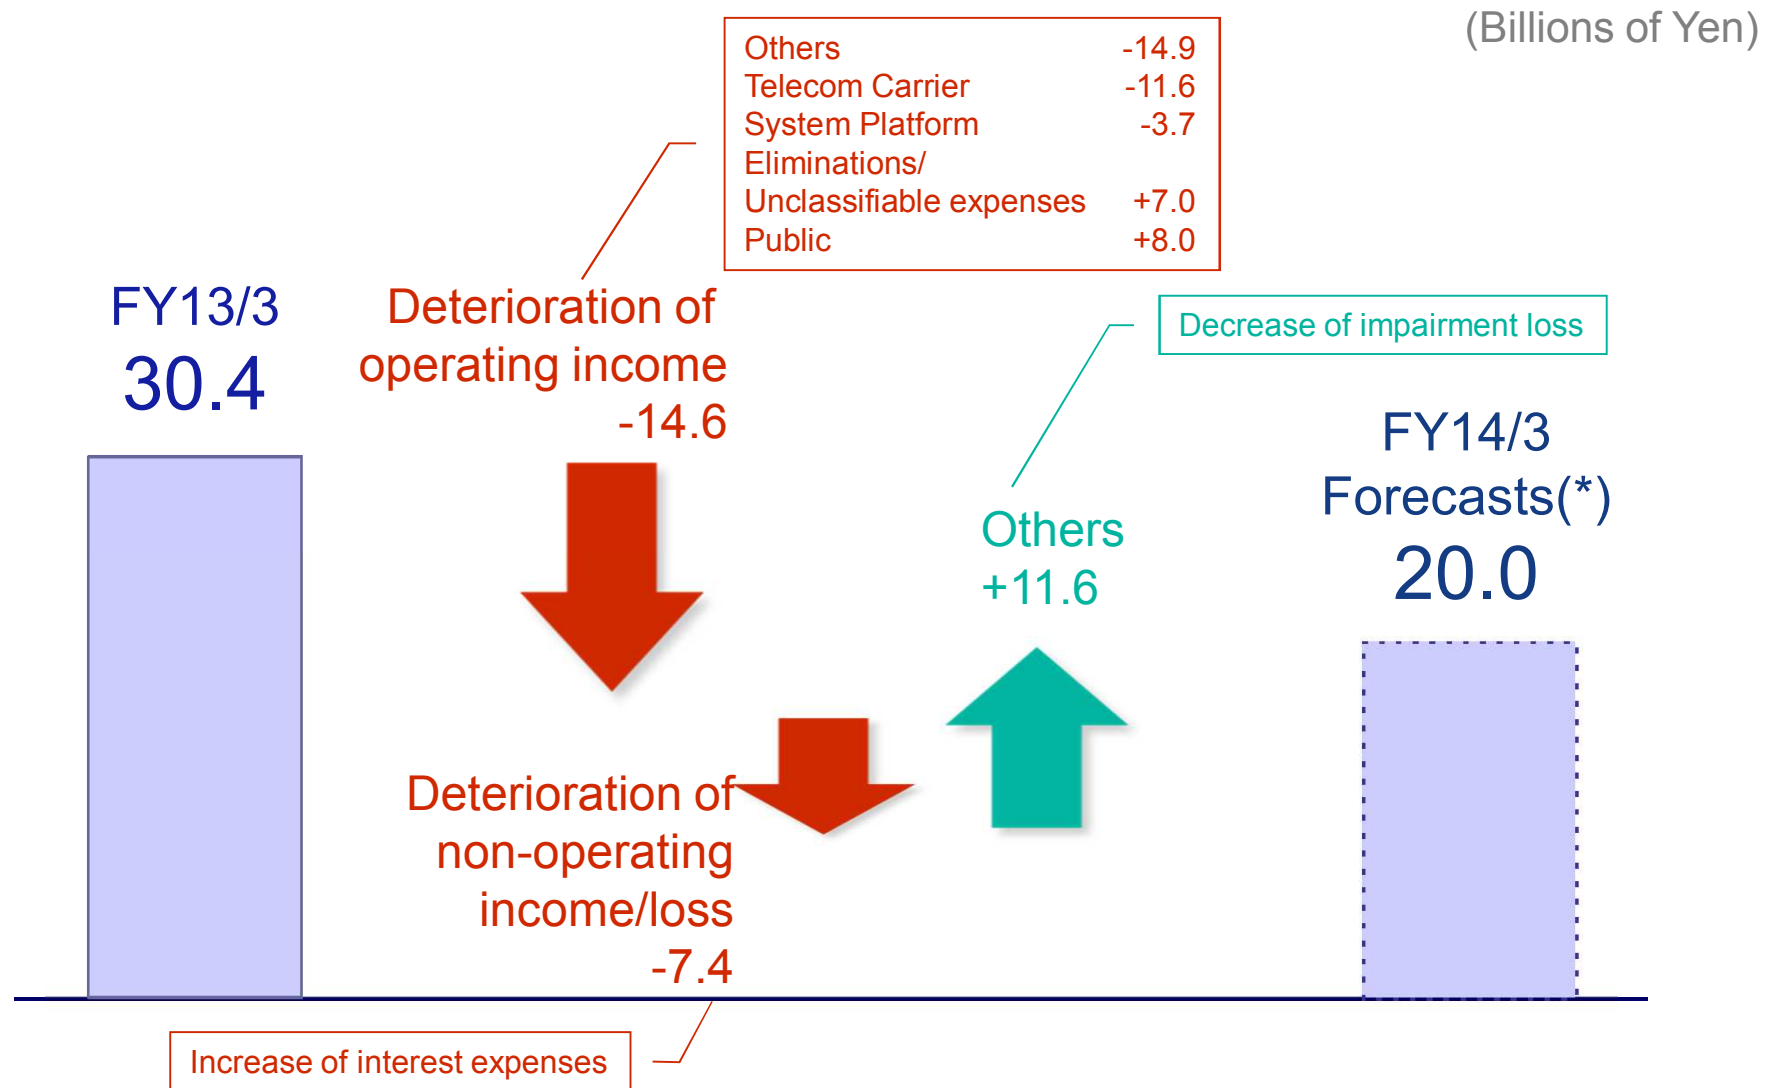 (Billions of Yen)
Others -14.9
Telecom Carrier -11.6
System Platform -3.7
Eliminations/
Unclassifiable expenses +7.0
Public +8.0
FY13/3
30.4
Deterioration of
operating income
-14.6
Decrease of impairment loss
Others
+11.6
FY14/3
Forecasts(*)
20.0
Deterioration of
non-operating
income/loss
-7.4
Increase of interest expenses